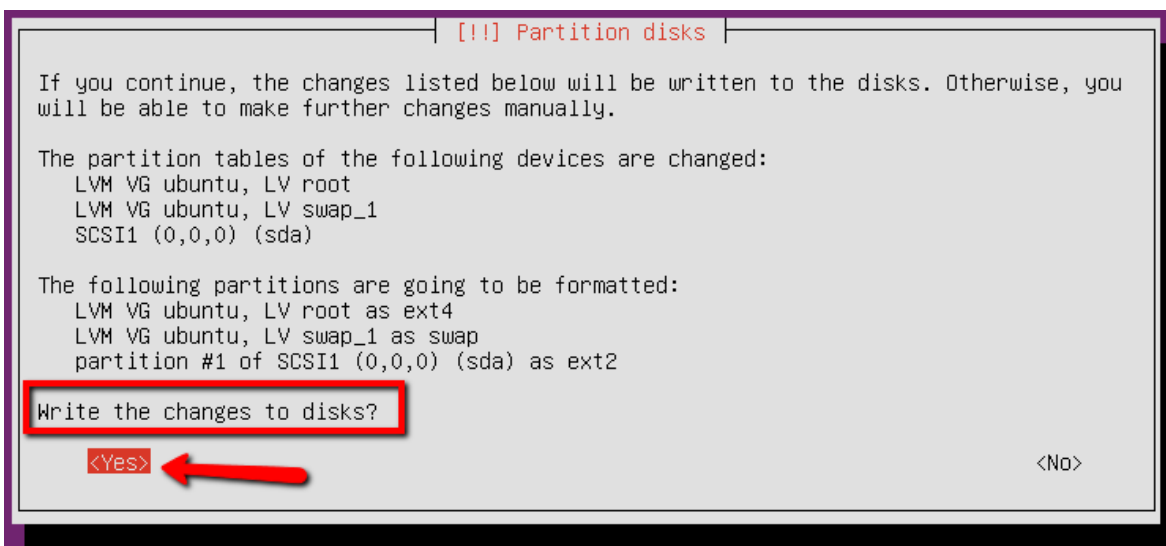 [!!] Partition disks
If you continue, the changes listed below will be written to the disks. Otherwise, you
will be able to make further changes manually.
The partition tables of the following devices are changed:
LVM VG ubuntu, LV root
LVM VG ubuntu, LV swap_1
SCSI1 (0,0,0) (sda)
The following partitions are going to be formatted:
LVM VG ubuntu, LV root as ext4
LVM VG ubuntu, LV swap_1 as swap
partition #1 of SCSI1 (0,0,0) (sda) as ext2
Write the changes to disks?
<Yes> <No>